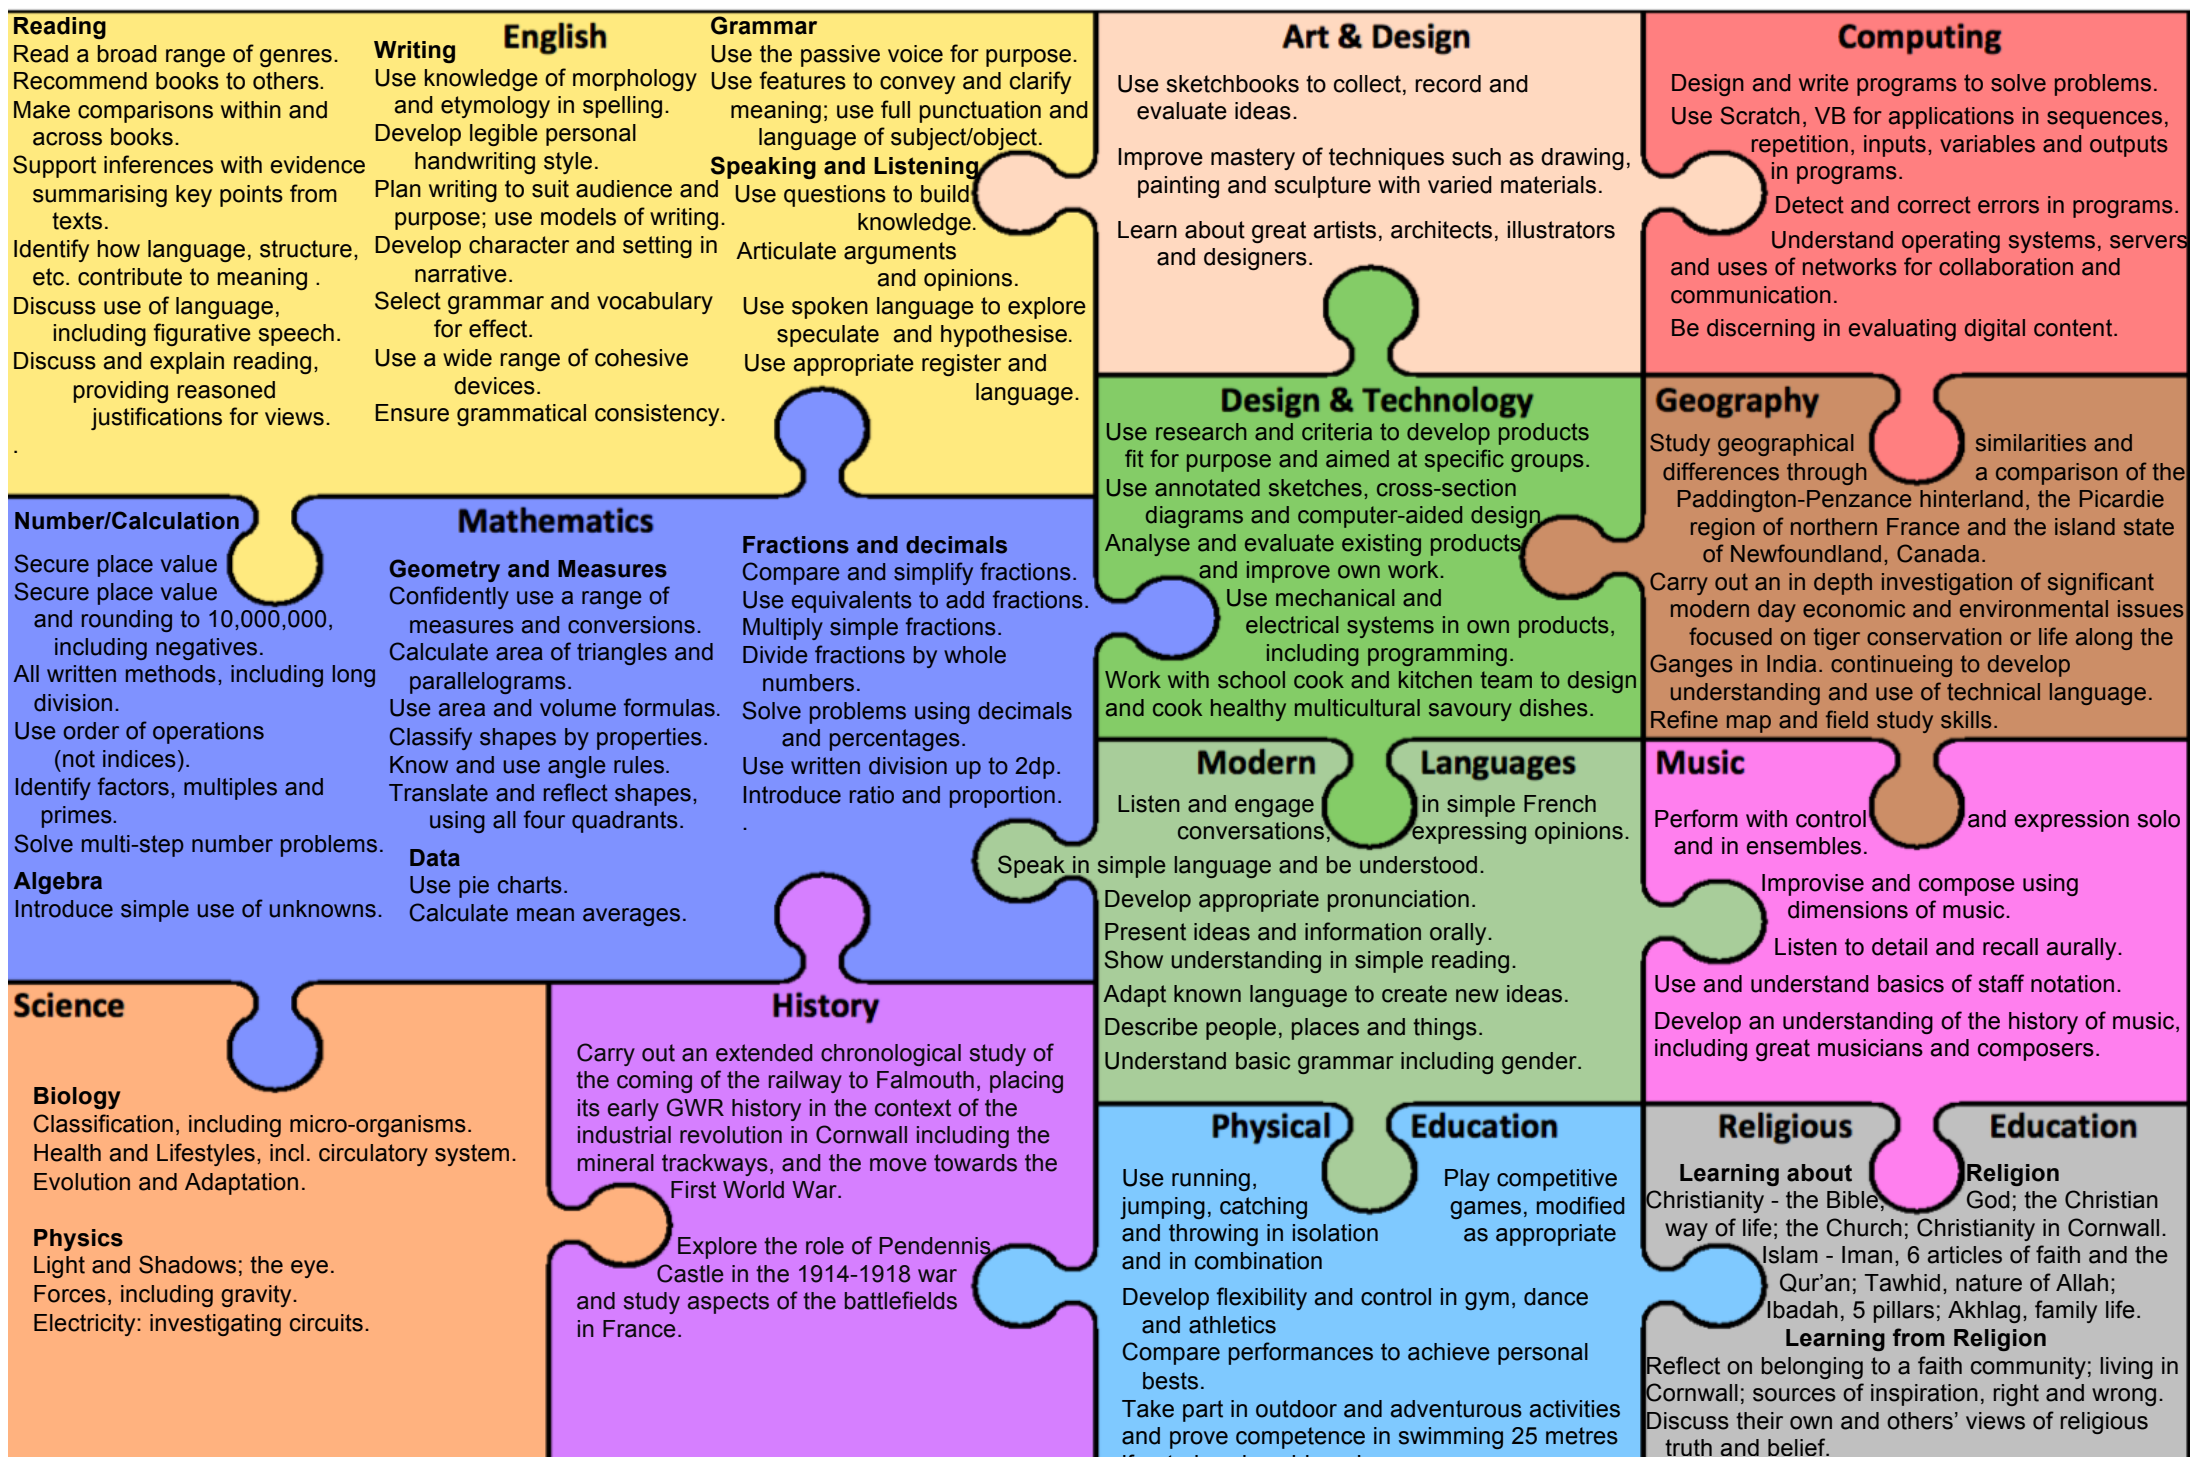 English
Reading
Read a broad range of genres.
Recommend books to others.
Make comparisons within and
across books.
Support inferences with evidence
summarising key points from
texts.
Identify how language, structure,
etc. contribute to meaning .
Discuss use of language,
including figurative speech.
Discuss and explain reading,
providing reasoned
justifications for views.
.
Writing
Use knowledge of morphology
and etymology in spelling.
Develop legible personal
handwriting style.
Plan writing to suit audience and
purpose; use models of writing.
Develop character and setting in
narrative.
Select grammar and vocabulary
for effect.
Use a wide range of cohesive
devices.
Ensure grammatical consistency.
Grammar
Use the passive voice for purpose.
Use features to convey and clarify
meaning; use full punctuation and
language of subject/object.
Speaking and Listening
Use questions to build
knowledge.
Articulate arguments
and opinions.
Use spoken language to explore
speculate and hypothesise.
Use appropriate register and
language.
Art & Design
Use sketchbooks to collect, record and
evaluate ideas.
Improve mastery of techniques such as drawing,
painting and sculpture with varied materials.
Learn about great artists, architects, illustrators
and designers.
Computing
Design and write programs to solve problems.
Use Scratch, VB for applications in sequences,
repetition, inputs, variables and outputs
in programs.
Detect and correct errors in programs.
Understand operating systems, servers
and uses of networks for collaboration and
communication.
Be discerning in evaluating digital content.
Design & Technology
Use research and criteria to develop products
fit for purpose and aimed at specific groups.
Use annotated sketches, cross-section
diagrams and computer-aided design
Analyse and evaluate existing products
and improve own work.
Use mechanical and
electrical systems in own products,
including programming.
Work with school cook and kitchen team to design
and cook healthy multicultural savoury dishes.
Geography
Study geographical similarities and
differences through a comparison of the
Paddington-Penzance hinterland, the Picardie
region of northern France and the island state
of Newfoundland, Canada.
Carry out an in depth investigation of significant
modern day economic and environmental issues
focused on tiger conservation or life along the
Ganges in India. continueing to develop
understanding and use of technical language.
Refine map and field study skills.
Mathematics
Number/Calculation
Secure place value
Secure place value
and rounding to 10,000,000,
including negatives.
All written methods, including long
division.
Use order of operations
(not indices).
Identify factors, multiples and
primes.
Solve multi-step number problems.
Algebra
Introduce simple use of unknowns.
Geometry and Measures
Confidently use a range of
measures and conversions.
Calculate area of triangles and
parallelograms.
Use area and volume formulas.
Classify shapes by properties.
Know and use angle rules.
Translate and reflect shapes,
using all four quadrants.
Data
Use pie charts.
Calculate mean averages.
Fractions and decimals
Compare and simplify fractions.
Use equivalents to add fractions.
Multiply simple fractions.
Divide fractions by whole
numbers.
Solve problems using decimals
and percentages.
Use written division up to 2dp.
Introduce ratio and proportion.
.
Modern Languages
Listen and engage in simple French
conversations, expressing opinions.
Speak in simple language and be understood.
Develop appropriate pronunciation.
Present ideas and information orally.
Show understanding in simple reading.
Adapt known language to create new ideas.
Describe people, places and things.
Understand basic grammar including gender.
Music
Perform with control and expression solo
and in ensembles.
Improvise and compose using
dimensions of music.
Listen to detail and recall aurally.
Use and understand basics of staff notation.
Develop an understanding of the history of music,
including great musicians and composers.
Science
Biology
Classification, including micro-organisms.
Health and Lifestyles, incl. circulatory system.
Evolution and Adaptation.
Physics
Light and Shadows; the eye.
Forces, including gravity.
Electricity: investigating circuits.
History
Carry out an extended chronological study of
the coming of the railway to Falmouth, placing
its early GWR history in the context of the
industrial revolution in Cornwall including the
mineral trackways, and the move towards the
First World War.
Explore the role of Pendennis
Castle in the 1914-1918 war
and study aspects of the battlefields
in France.
Physical Education
Use running,
jumping, catching
and throwing in isolation
and in combination
Play competitive
games, modified
as appropriate
Develop flexibility and control in gym, dance
and athletics
Compare performances to achieve personal
bests.
Take part in outdoor and adventurous activities
and prove competence in swimming 25 metres
Religious Education
Learning about Religion
Christianity - the Bible, God; the Christian
way of life; the Church; Christianity in Cornwall.
Islam - Iman, 6 articles of faith and the
Qur'an; Tawhid, nature of Allah;
Ibadah, 5 pillars; Akhlag, family life.
Learning from Religion
Reflect on belonging to a faith community; living in
Cornwall; sources of inspiration, right and wrong.
Discuss their own and others' views of religious
truth and belief.